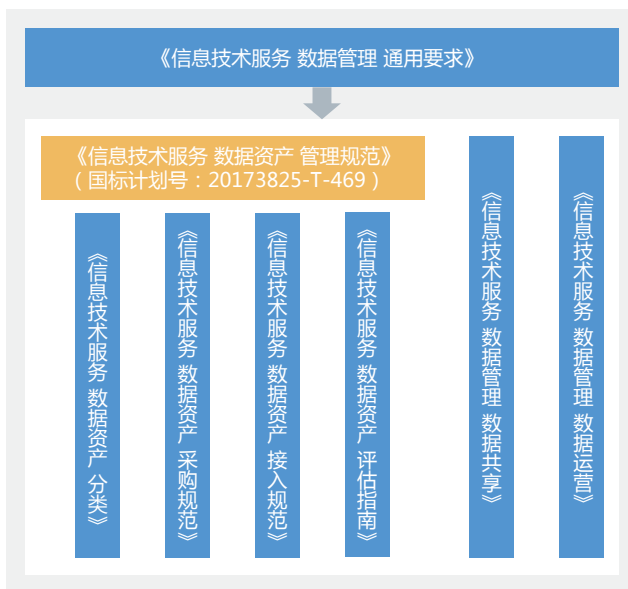 《信息技术服务 数据管理 通用要求》
《信息技术服务 数据资产 管理规范》
（国标计划号：20173825-T-469）
《信息技术服务 数据资产 分类》
《信息技术服务 数据资产 采购规范》
《信息技术服务 数据资产 接入规范》
《信息技术服务 数据资产 评估指南》
《信息技术服务 数据管理 数据共享》
《信息技术服务 数据管理 数据运营》